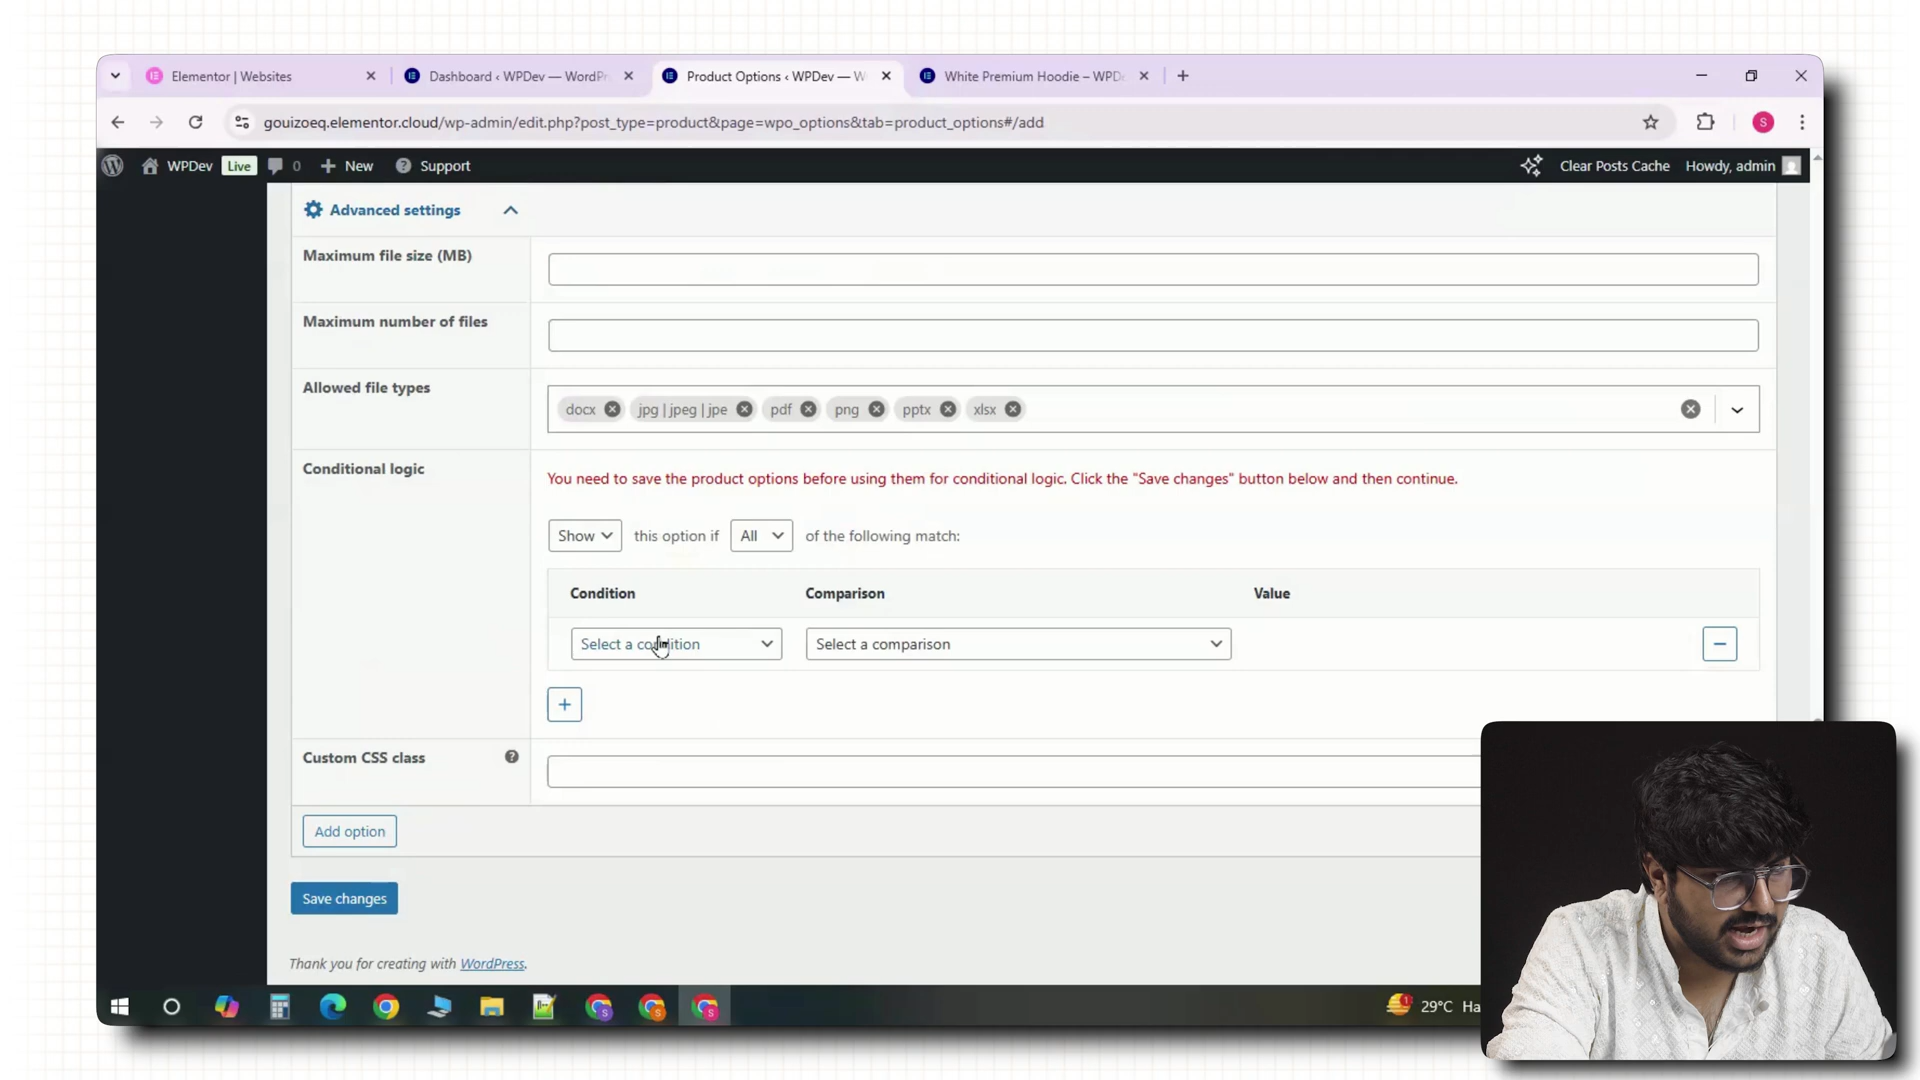 Elementor | Websites
Dashboard ‹ WPDev — WordPr
Product Options ‹ WPDev — W
White Premium Hoodie – WPD
gouizoeq.elementor.cloud/wp-admin/edit.php?post_type=product&page=wpo_options&tab=product_options#/add
S
WPDev
Live
0
New
Support
Clear Posts Cache
Howdy, admin
Advanced settings
Maximum file size (MB)
Maximum number of files
Allowed file types
docx
jpg | jpeg | jpe
pdf
png
pptx
xlsx
Conditional logic
You need to save the product options before using them for conditional logic. Click the "Save changes" button below and then continue.
Show
this option if
All
of the following match:
Condition
Comparison
Value
Select a condition
Select a comparison
Custom CSS class
Add option
Save changes
Thank you for creating with WordPress.
29°C Ha